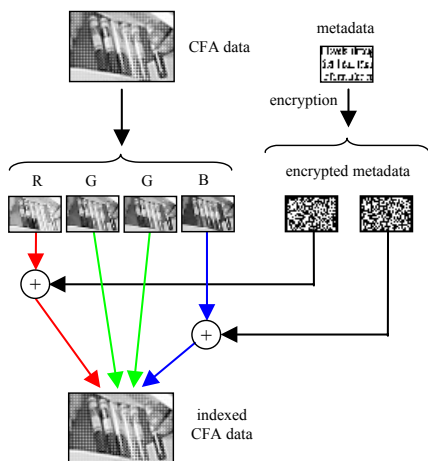 CFA data
metadata
encryption
encrypted metadata
R G G B
+
+
indexed
CFA data